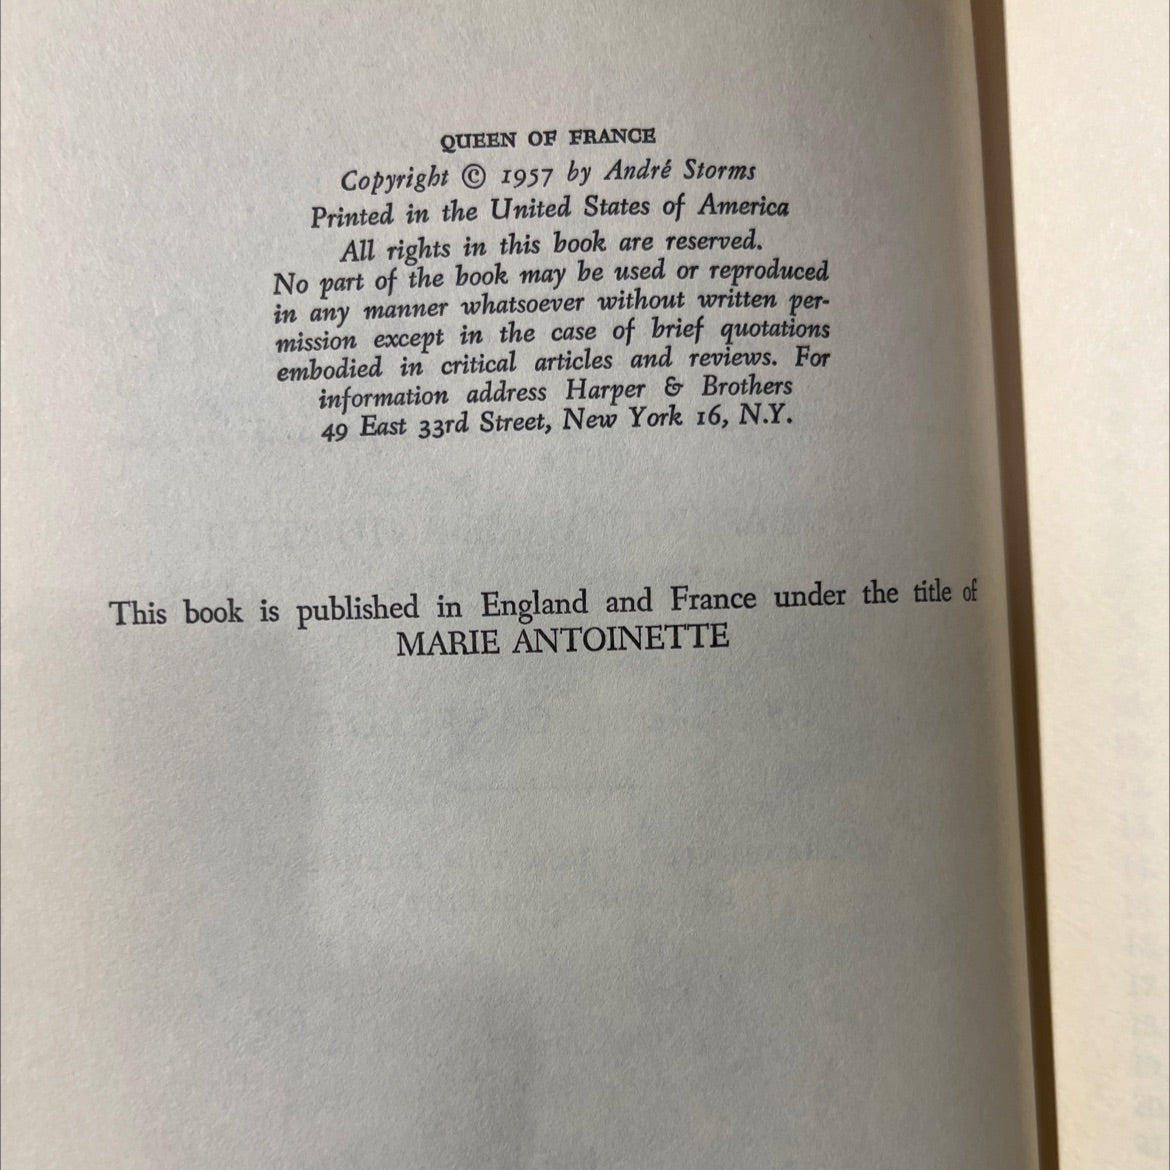 QUEEN OF FRANCE
Copyright © 1957 by André Storms
Printed in the United States of America
All rights in this book are reserved.
No part of the book may be used or reproduced
in any manner whatsoever without written per-
mission except in the case of brief quotations
embodied in critical articles and reviews. For
information address Harper & Brothers
49 East 33rd Street, New York 16, N.Y.
This book is published in England and France under the title of
MARIE ANTOINETTE